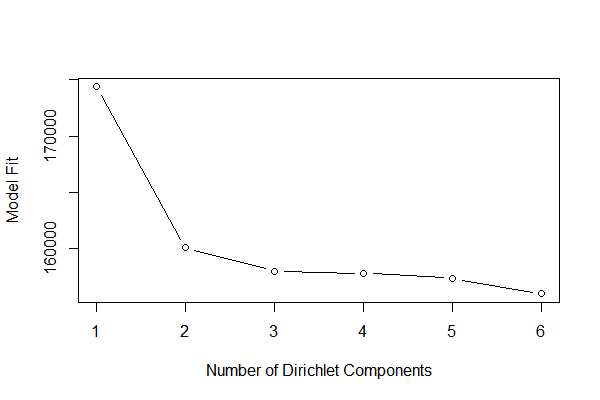 Model Fit
170000
160000
1 2 3 4 5 6
Number of Dirichlet Components